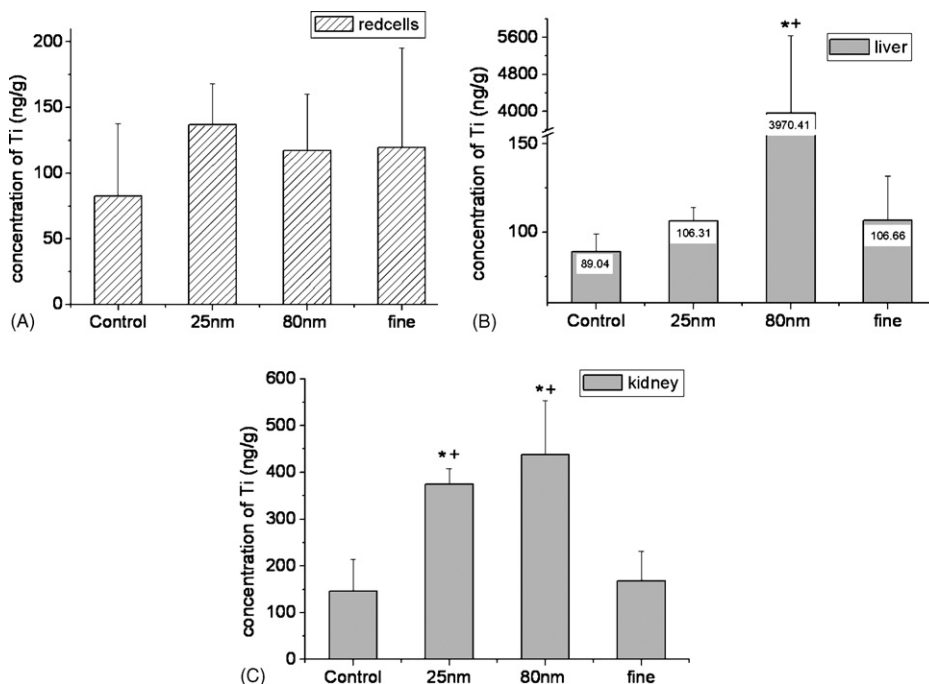 redcells
concentration of Ti (ng/g)
200
150
100
50
0
Control 25nm 80nm fine
(A)
liver
concentration of Ti (ng/g)
5600
4800
4000
150
100
*+
3970.41
89.04
106.31
106.66
Control 25nm 80nm fine
(B)
kidney
concentration of Ti (ng/g)
600
500
400
300
200
100
0
*+
*+
Control 25nm 80nm fine
(C)